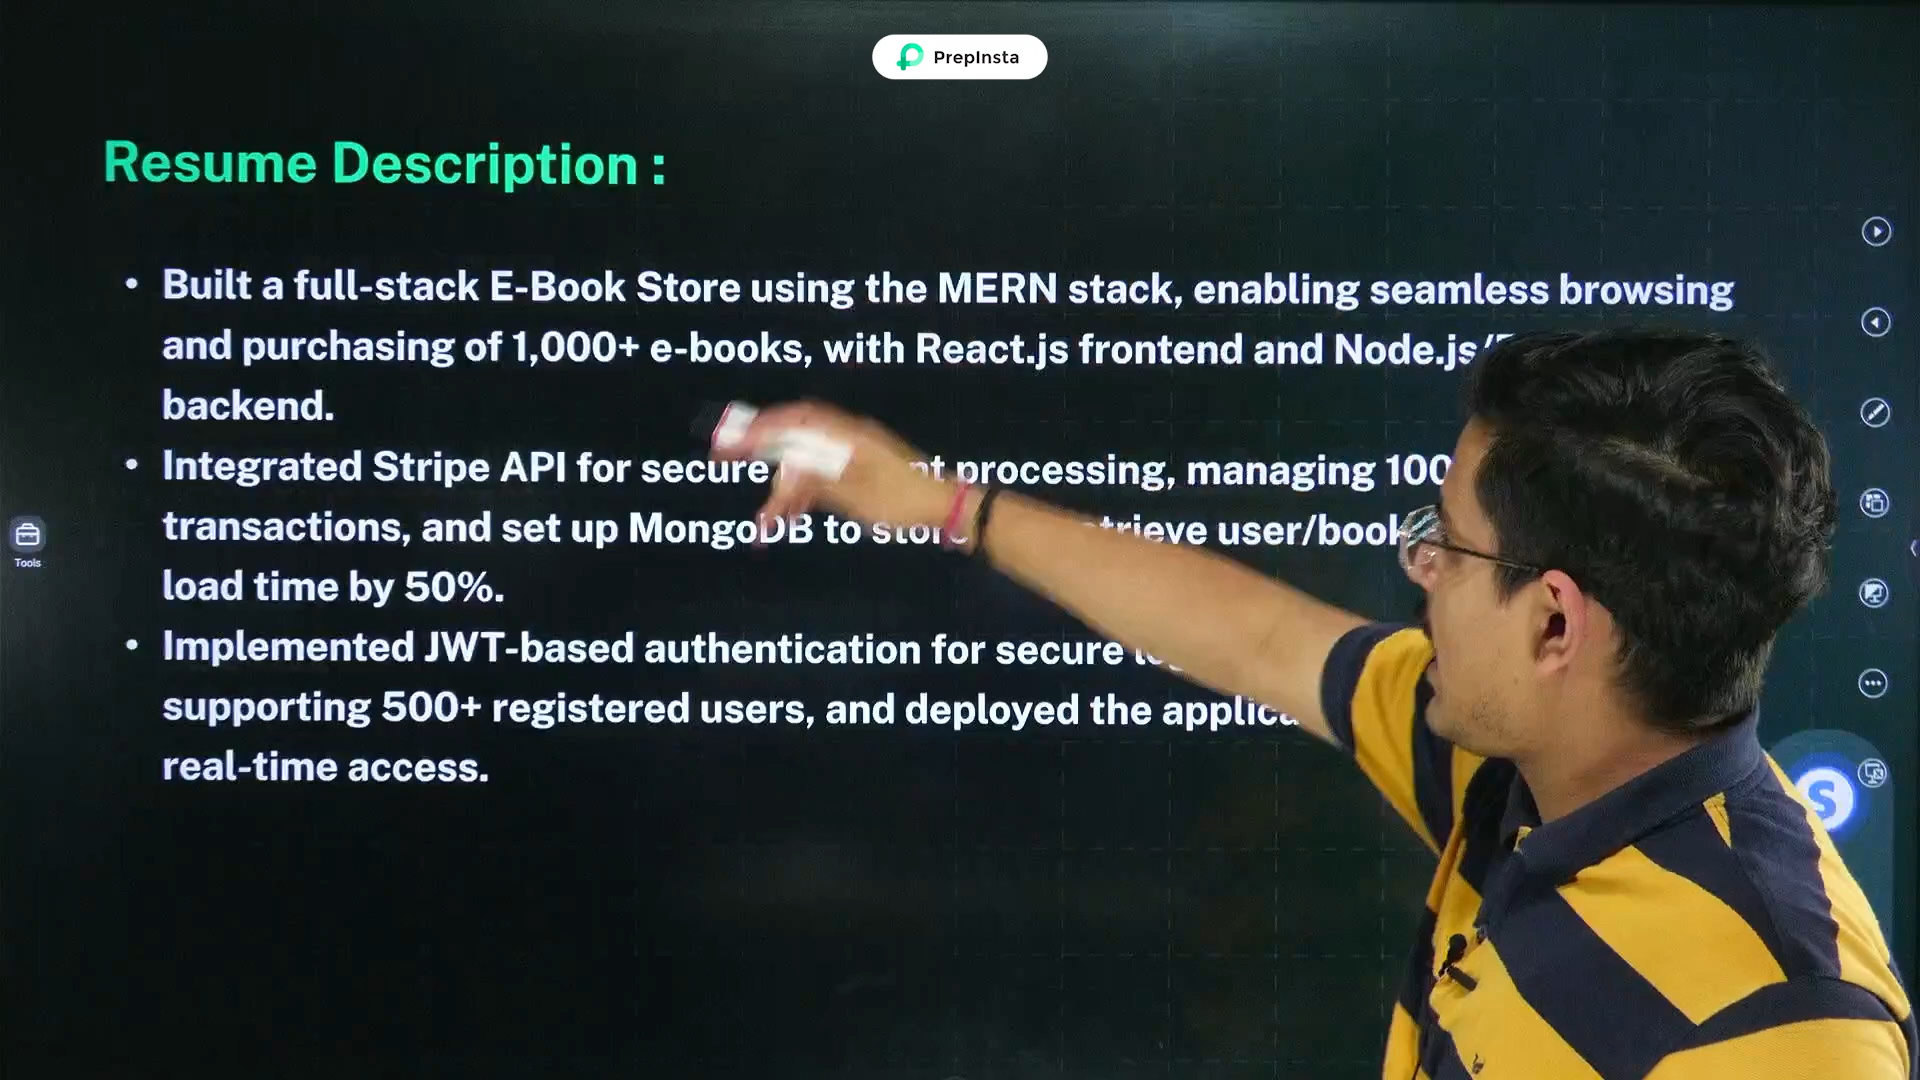 PrepInsta
Resume Description :
• Built a full-stack E-Book Store using the MERN stack, enabling seamless browsing
and purchasing of 1,000+ e-books, with React.js frontend and Node.js/
backend.
• Integrated Stripe API for secure processing, managing 100
transactions, and set up MongoDB to user/book
load time by 50%.
• Implemented JWT-based authentication for secure
supporting 500+ registered users, and deployed the
real-time access.
Tools
S